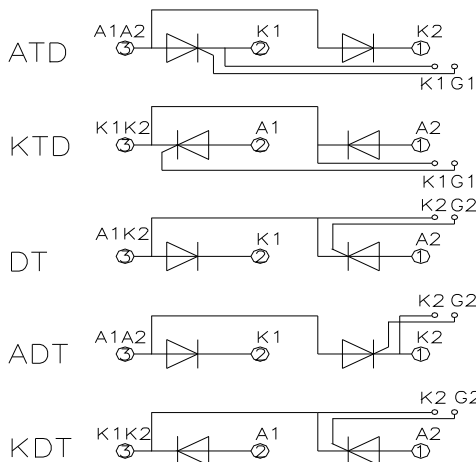 A1A2 K1 K2
ATD 3 2 1
K1 G1
K1K2 A1 A2
KTD 3 2 1
K1 G1
K2 G2
A1K2 K1 A2
DT 3 2 1
K2 G2
A1A2 K1 K2
ADT 3 2 1
K2 G2
K1K2 A1 A2
KDT 3 2 1